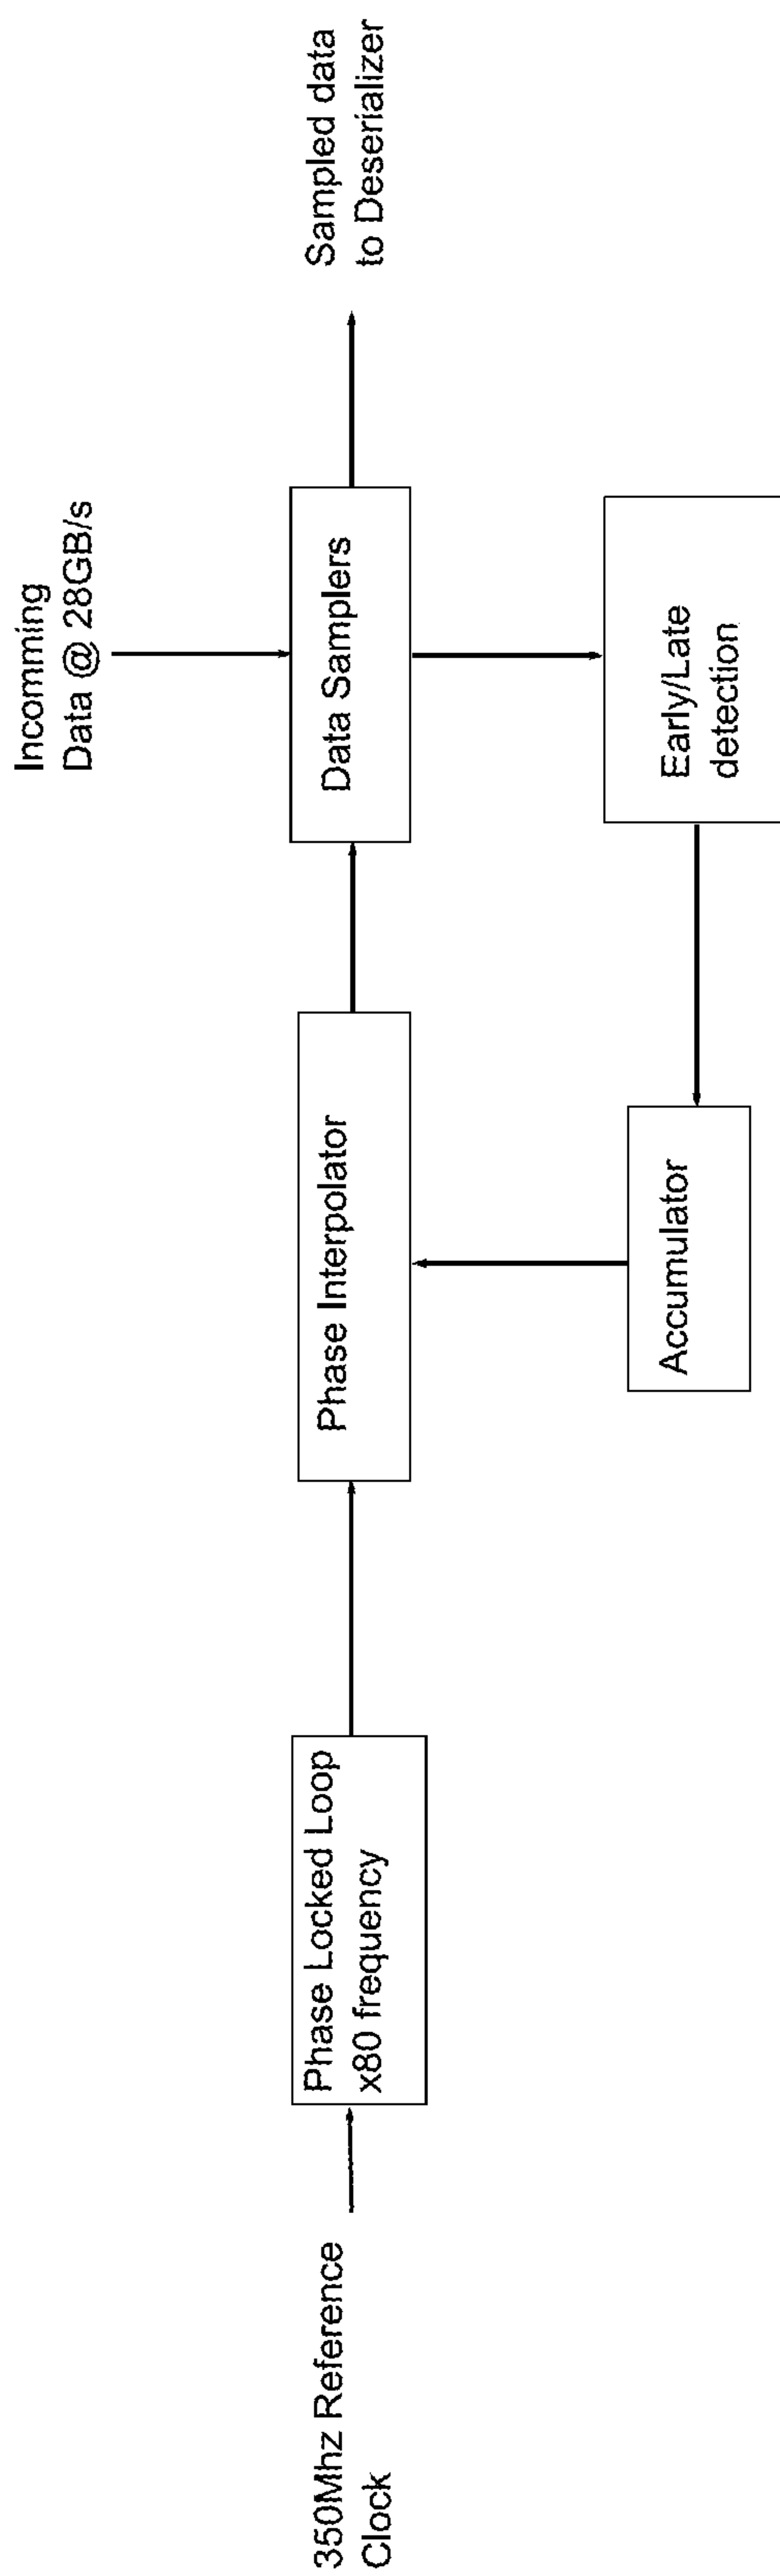 Incomming
Data @ 28GB/s
350Mhz Reference
Clock
Phase Locked Loop
x80 frequency
Phase Interpolator
Data Samplers
Sampled data
to Deserializer
Accumulator
Early/Late
detection